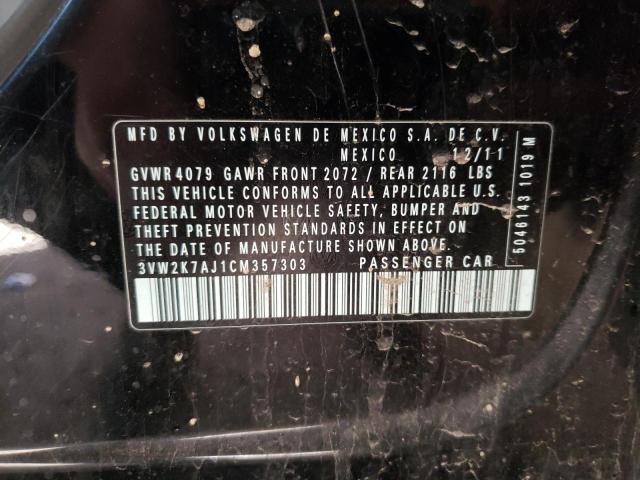 MFD BY VOLKSWAGEN DE MEXICO S.A. DE C.V.
MEXICO 12/11
GVWR 4079 GAWR FRONT 2072 / REAR 2116 LBS
THIS VEHICLE CONFORMS TO ALL APPLICABLE U.S.
FEDERAL MOTOR VEHICLE SAFETY, BUMPER AND
THEFT PREVENTION STANDARDS IN EFFECT ON
THE DATE OF MANUFACTURE SHOWN ABOVE.
3VW2K7AJ1CM357303 PASSENGER CAR
5046143 1019 M